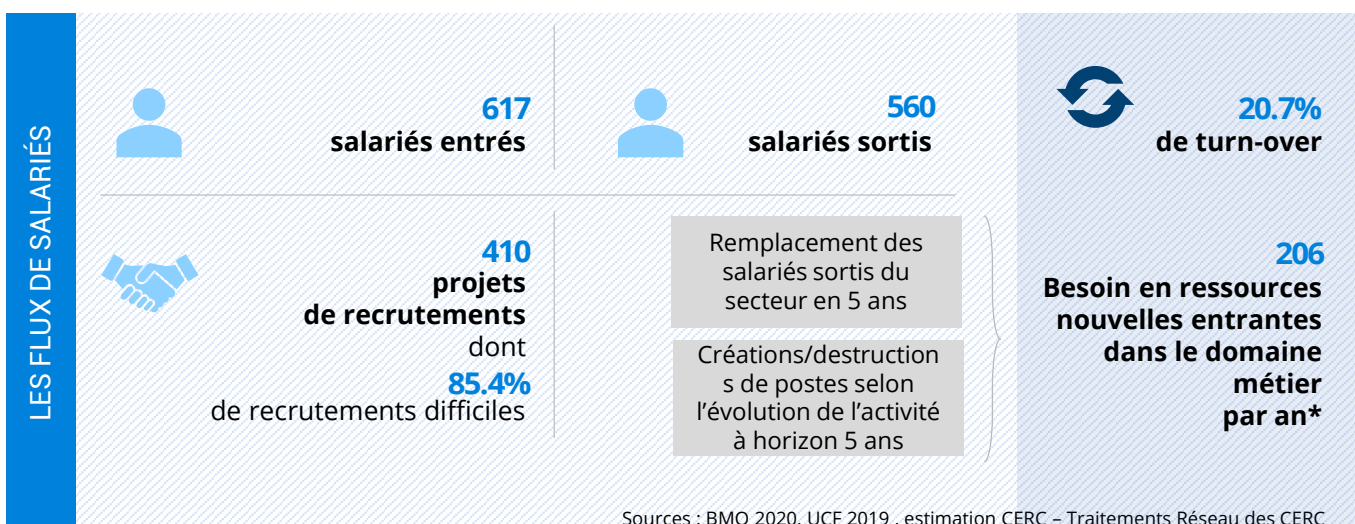 LES FLUX DE SALARIÉS
617
salariés entrés
560
salariés sortis
20.7%
de turn-over
410
projets
de recrutements
dont
85.4%
de recrutements difficiles
Remplacement des
salariés sortis du
secteur en 5 ans
Créations/destruction
s de postes selon
l'évolution de l'activité
à horizon 5 ans
206
Besoin en ressources
nouvelles entrantes
dans le domaine
métier
par an*
Sources : BMO 2020, UCF 2019 , estimation CERC – Traitements Réseau des CERC